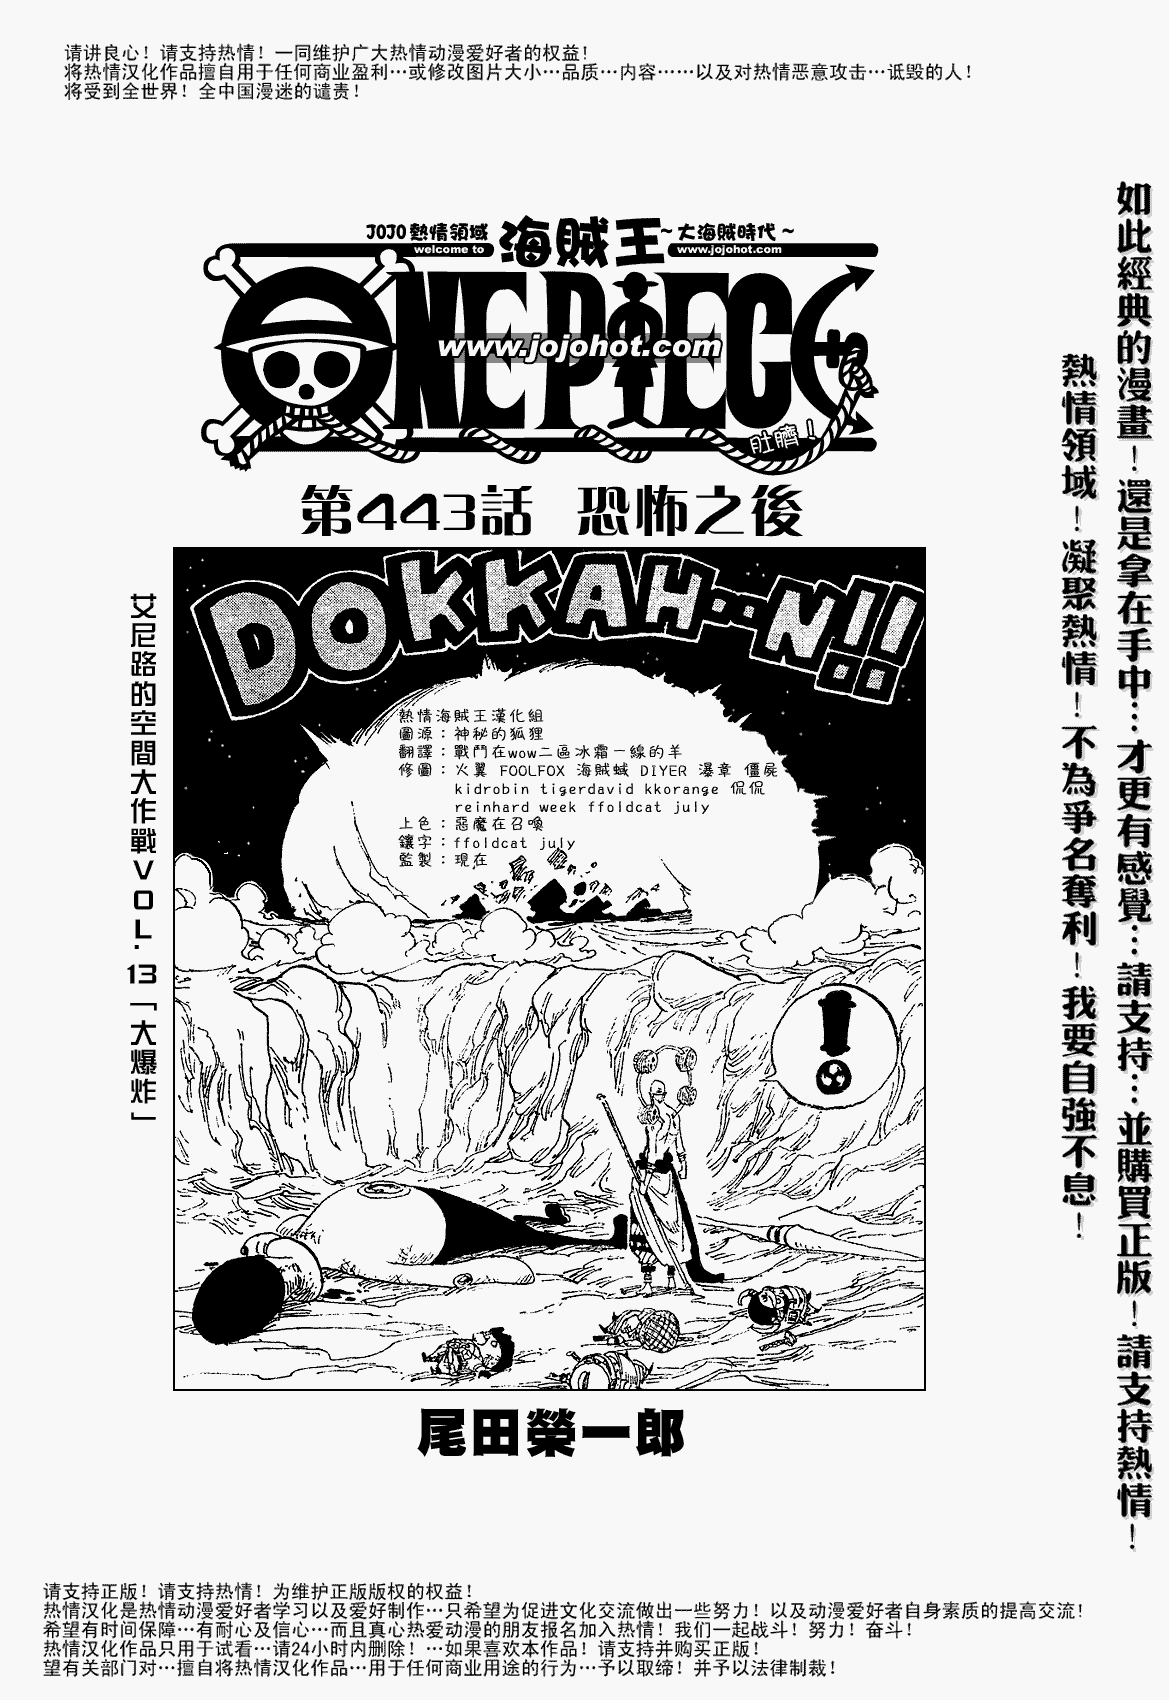 请讲良心！请支持热情！一同维护广大热情动漫爱好者的权益！
将热情汉化作品擅自用于任何商业盈利…或修改图片大小…品质…内容……以及对热情恶意攻击…诋毁的人！
将受到全世界！全中国漫迷的谴责！
如此經典的漫畫！還是拿在手中…才更有感覺…請支持…並購買正版！請支持熱情！
熱情領域！凝聚熱情！不為爭名奪利！我要自強不息！
JOJO熱情領域 海賊王 ~大海賊時代~
welcome to www.jojohot.com
ONE PIECE
www.jojohot.com
肚臍！
第443話 恐怖之後
DOKKAH··N!!
艾尼路的空間大作戰VOL.13「大爆炸」
熱情海賊王漢化組
圖源：神秘的狐狸
翻譯：戰鬥在wow二區冰霜一線的羊
修圖：火翼 FOOLFOX 海賊蛾 DIYER 瀑章 僵屍
kidrobin tigerdavid kkorange 侃侃
reinhard week ffoldcat july
上色：惡魔在召喚
鑲字：ffoldcat july
監製：現在
!
尾田榮一郎
请支持正版！请支持热情！为维护正版版权的权益！
热情汉化是热情动漫爱好者学习以及爱好制作…只希望为促进文化交流做出一些努力！以及动漫爱好者自身素质的提高交流！
希望有时间保障…有耐心及信心…而且真心热爱动漫的朋友报名加入热情！我们一起战斗！努力！奋斗！
热情汉化作品只用于试看…请24小时内删除！…如果喜欢本作品！请支持并购买正版！
望有关部门对…擅自将热情汉化作品…用于任何商业用途的行为…予以取缔！并予以法律制裁！